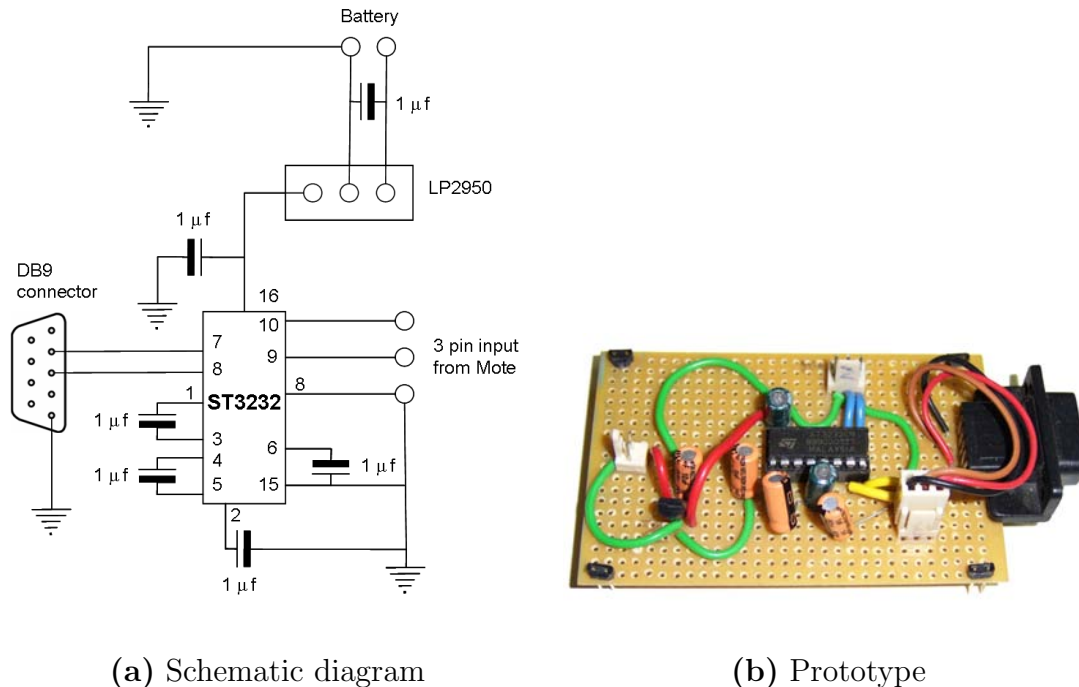 Battery
1 μf
LP2950
1 μf
DB9
connector
16
10
7
9
8
8
1
ST3232
3 pin input
from Mote
1 μf
3
6
4
1 μf
1 μf
5
15
2
1 μf
(a) Schematic diagram
(b) Prototype